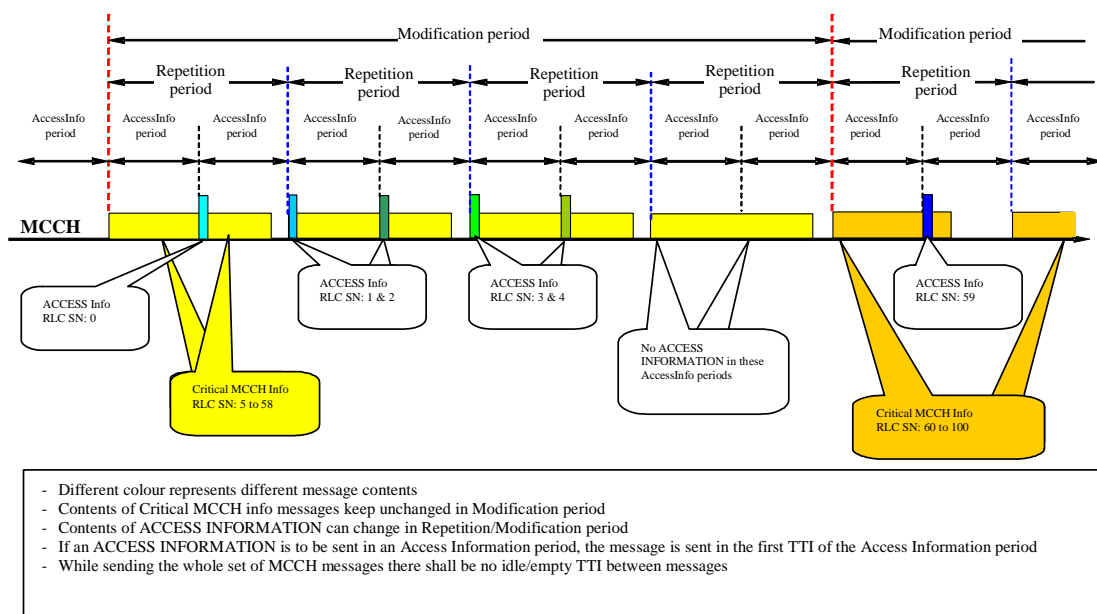 Modification period
Modification period
Repetition
period
Repetition
period
Repetition
period
Repetition
period
Repetition
period
AccessInfo
period
AccessInfo
period
AccessInfo
period
AccessInfo
period
AccessInfo
period
AccessInfo
period
AccessInfo
period
AccessInfo
period
AccessInfo
period
AccessInfo
period
AccessInfo
period
AccessInfo
period
MCCH
ACCESS Info
RLC SN: 0
ACCESS Info
RLC SN: 1 & 2
ACCESS Info
RLC SN: 3 & 4
ACCESS Info
RLC SN: 59
No ACCESS
INFORMATION in these
AccessInfo periods
Critical MCCH Info
RLC SN: 5 to 58
Critical MCCH Info
RLC SN: 60 to 100
- Different colour represents different message contents
- Contents of Critical MCCH info messages keep unchanged in Modification period
- Contents of ACCESS INFORMATION can change in Repetition/Modification period
- If an ACCESS INFORMATION is to be sent in an Access Information period, the message is sent in the first TTI of the Access Information period
- While sending the whole set of MCCH messages there shall be no idle/empty TTI between messages